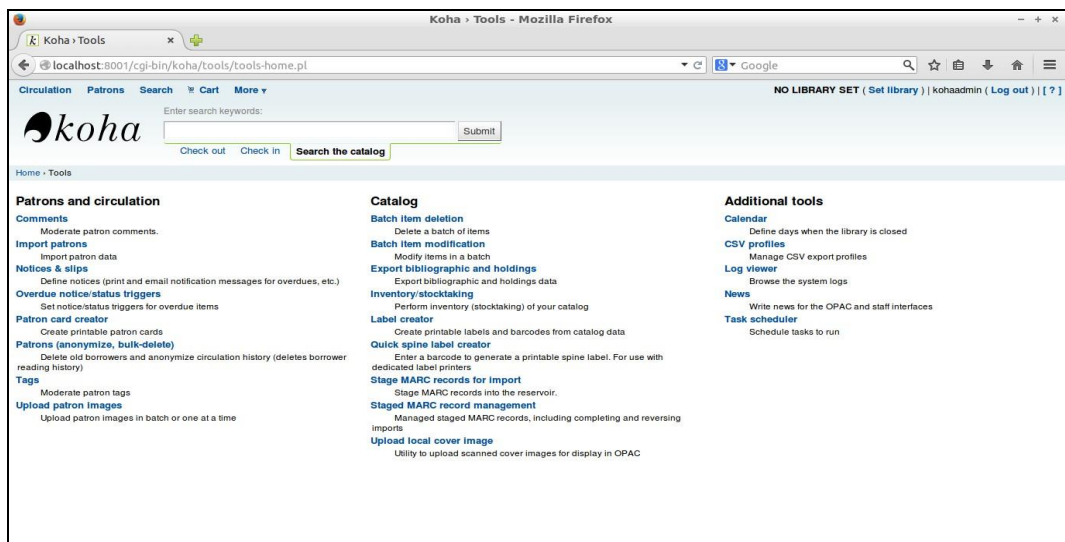 Koha › Tools - Mozilla Firefox
Koha › Tools
localhost:8001/cgi-bin/koha/tools/tools-home.pl
Google
Circulation Patrons Search Cart More
NO LIBRARY SET ( Set library ) | kohaadmin ( Log out ) | [ ? ]
koha
Enter search keywords:
Submit
Check out Check in Search the catalog
Home › Tools
Patrons and circulation
Comments
Moderate patron comments.
Import patrons
Import patron data
Notices & slips
Define notices (print and email notification messages for overdues, etc.)
Overdue notice/status triggers
Set notice/status triggers for overdue items
Patron card creator
Create printable patron cards
Patrons (anonymize, bulk-delete)
Delete old borrowers and anonymize circulation history (deletes borrower
reading history)
Tags
Moderate patron tags
Upload patron images
Upload patron images in batch or one at a time
Catalog
Batch item deletion
Delete a batch of items
Batch item modification
Modify items in a batch
Export bibliographic and holdings
Export bibliographic and holdings data
Inventory/stocktaking
Perform inventory (stocktaking) of your catalog
Label creator
Create printable labels and barcodes from catalog data
Quick spine label creator
Enter a barcode to generate a printable spine label. For use with
dedicated label printers
Stage MARC records for import
Stage MARC records into the reservoir.
Staged MARC record management
Managed staged MARC records, including completing and reversing
imports
Upload local cover image
Utility to upload scanned cover images for display in OPAC
Additional tools
Calendar
Define days when the library is closed
CSV profiles
Manage CSV export profiles
Log viewer
Browse the system logs
News
Write news for the OPAC and staff interfaces
Task scheduler
Schedule tasks to run